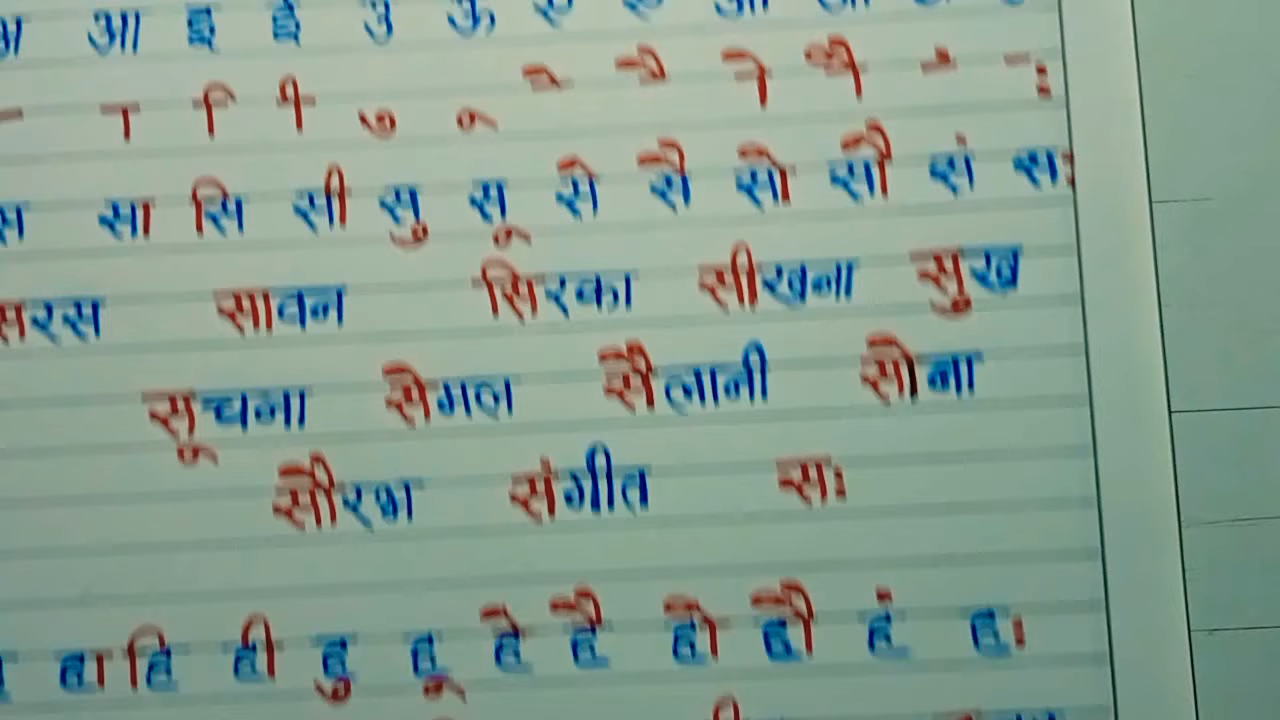 अ आ इ ई उ ऊ ए ऐ ओ औ
ा ि ी ु ू े ै ो ौ ं ः
स सा सि सी सु सू से सै सो सौ सं सः
सरस सावन सिरका सीखना सुख
सूचना सेमल सैलानी सोना
सौरभ संगीत सः
हा हि ही हु हू हे है हो हौ हं हः